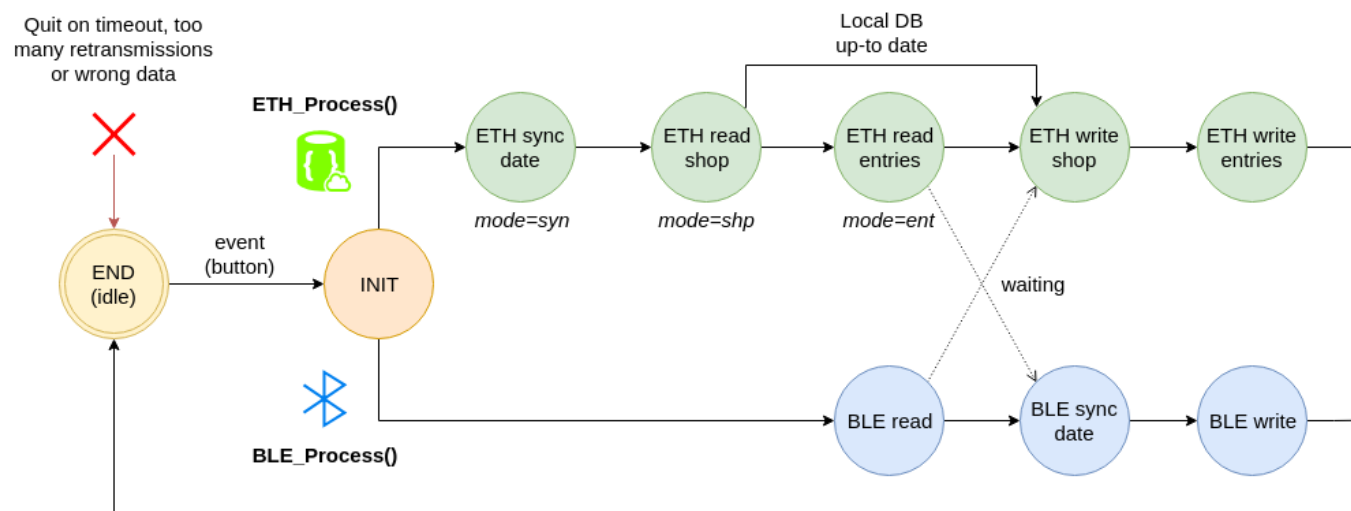 Quit on timeout, too
many retransmissions
or wrong data
Local DB
up-to date
ETH_Process()
ETH sync
date
ETH read
shop
ETH read
entries
ETH write
shop
ETH write
entries
mode=syn
mode=shp
mode=ent
event
(button)
END
(idle)
INIT
waiting
BLE read
BLE sync
date
BLE write
BLE_Process()